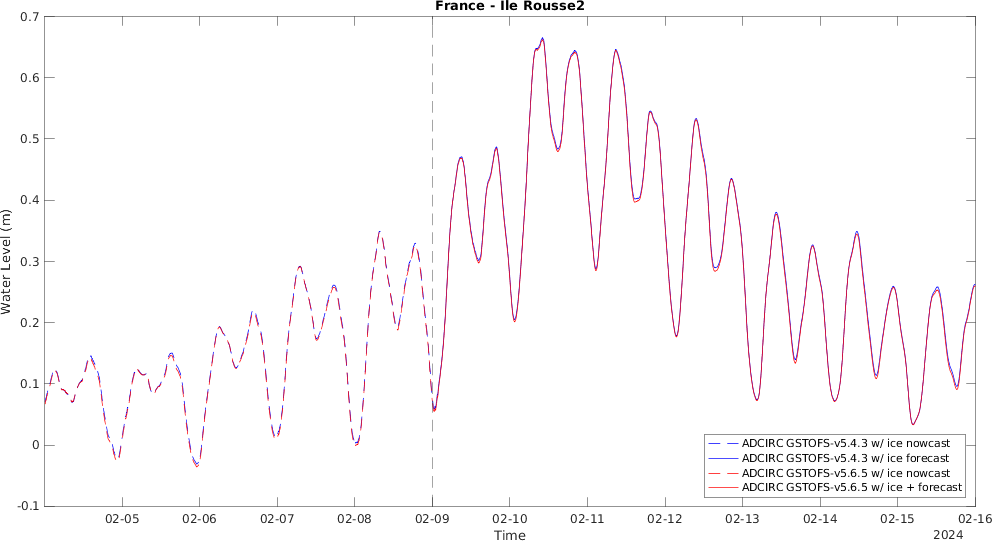 France - Ile Rousse2
Water Level (m)
0.7
0.6
0.5
0.4
0.3
0.2
0.1
0
-0.1
02-05 02-06 02-07 02-08 02-09 02-10 02-11 02-12 02-13 02-14 02-15 02-16
Time
2024
ADCIRC GSTOFS-v5.4.3 w/ ice nowcast
ADCIRC GSTOFS-v5.4.3 w/ ice forecast
ADCIRC GSTOFS-v5.6.5 w/ ice nowcast
ADCIRC GSTOFS-v5.6.5 w/ ice + forecast